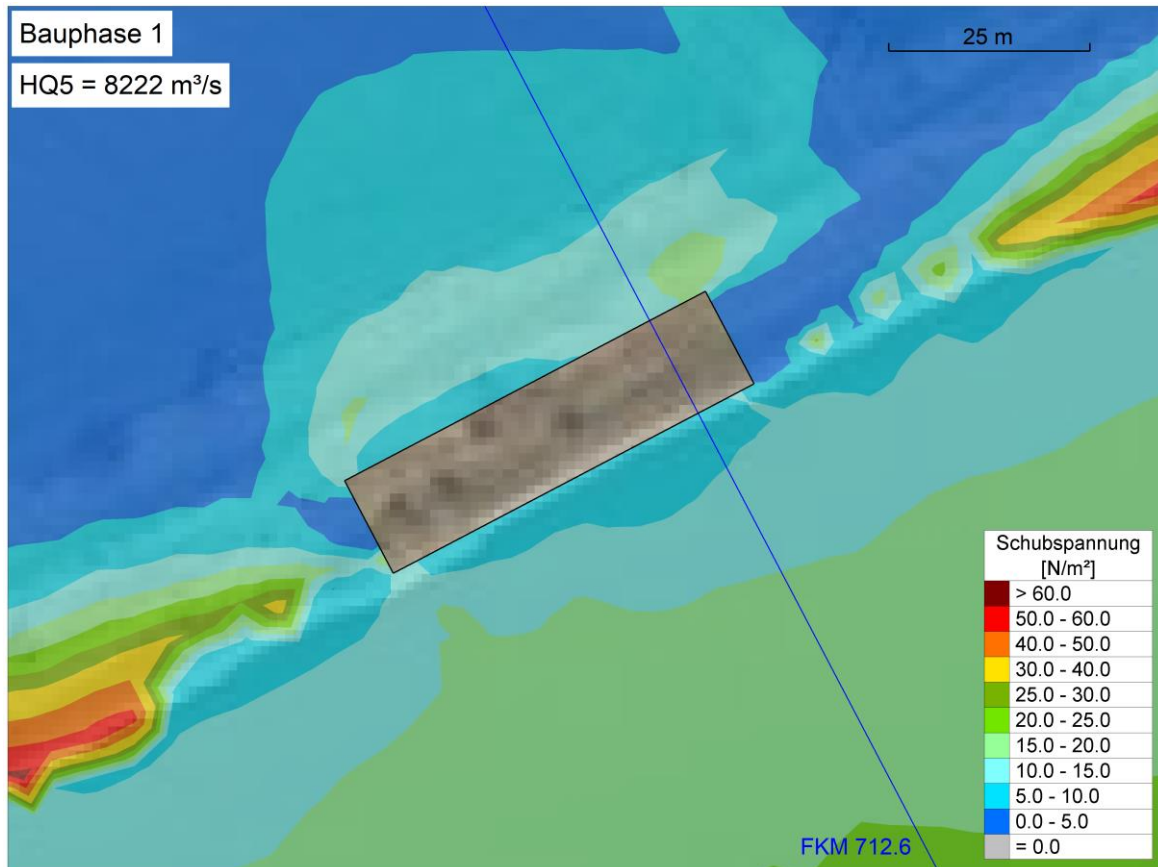 Bauphase 1
HQ5 = 8222 m³/s
25 m
Schubspannung
[N/m²]
> 60.0
50.0 - 60.0
40.0 - 50.0
30.0 - 40.0
25.0 - 30.0
20.0 - 25.0
15.0 - 20.0
10.0 - 15.0
5.0 - 10.0
0.0 - 5.0
= 0.0
FKM 712.6